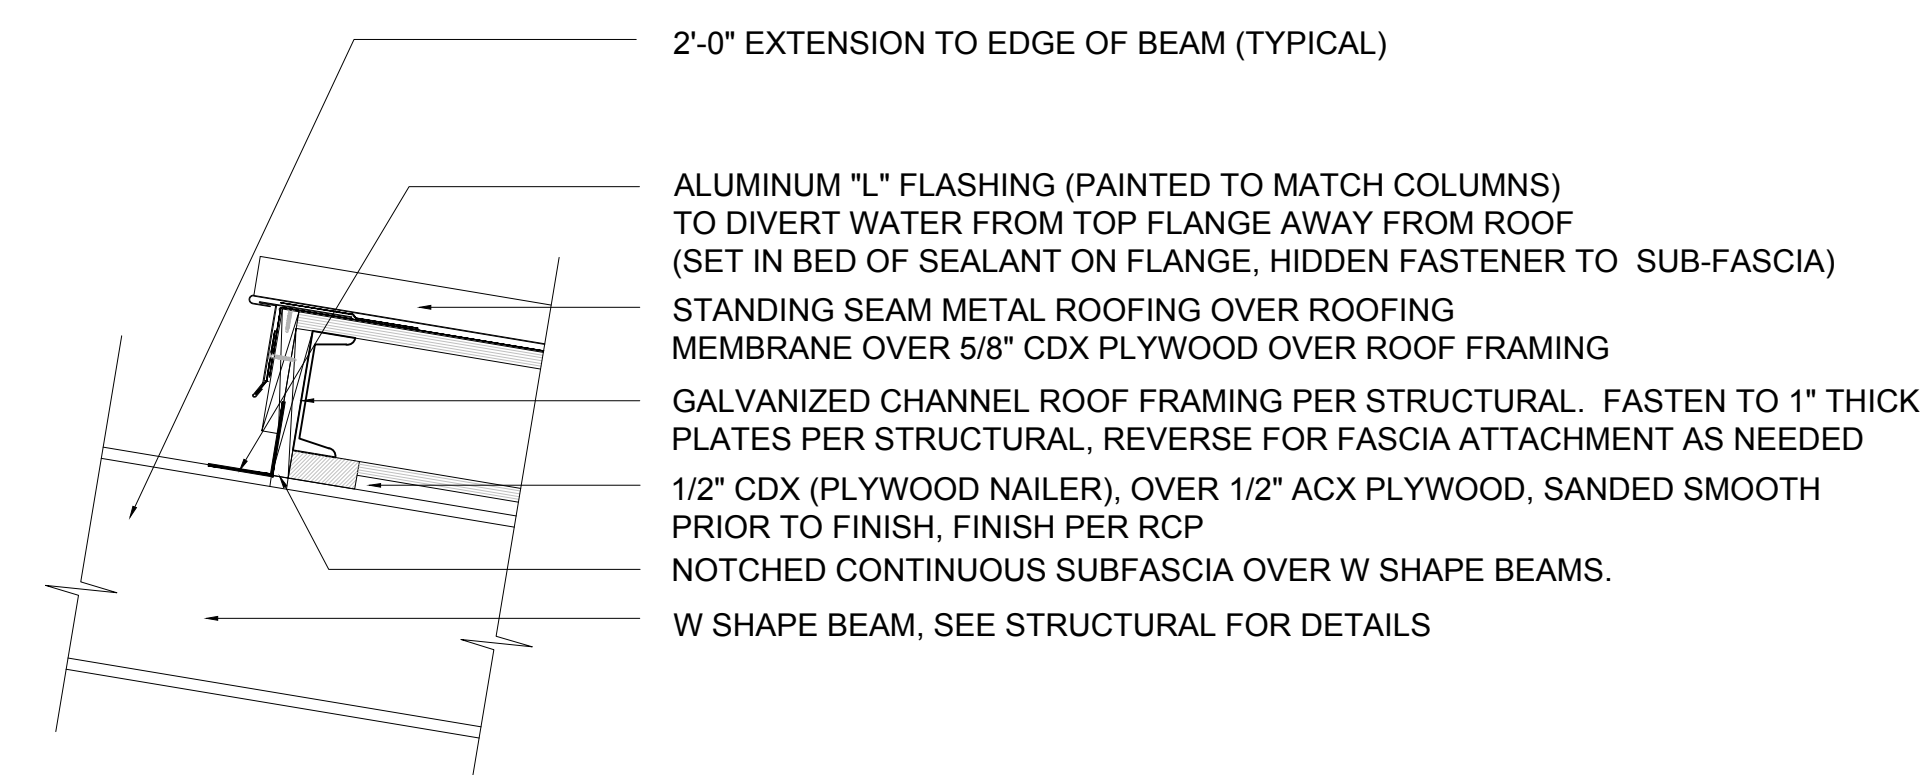 2'-0" EXTENSION TO EDGE OF BEAM (TYPICAL)
ALUMINUM "L" FLASHING (PAINTED TO MATCH COLUMNS)
TO DIVERT WATER FROM TOP FLANGE AWAY FROM ROOF
(SET IN BED OF SEALANT ON FLANGE, HIDDEN FASTENER TO  SUB-FASCIA)
STANDING SEAM METAL ROOFING OVER ROOFING
MEMBRANE OVER 5/8" CDX PLYWOOD OVER ROOF FRAMING
GALVANIZED CHANNEL ROOF FRAMING PER STRUCTURAL.  FASTEN TO 1" THICK
PLATES PER STRUCTURAL, REVERSE FOR FASCIA ATTACHMENT AS NEEDED
1/2" CDX (PLYWOOD NAILER), OVER 1/2" ACX PLYWOOD, SANDED SMOOTH
PRIOR TO FINISH, FINISH PER RCP
NOTCHED CONTINUOUS SUBFASCIA OVER W SHAPE BEAMS.
W SHAPE BEAM, SEE STRUCTURAL FOR DETAILS